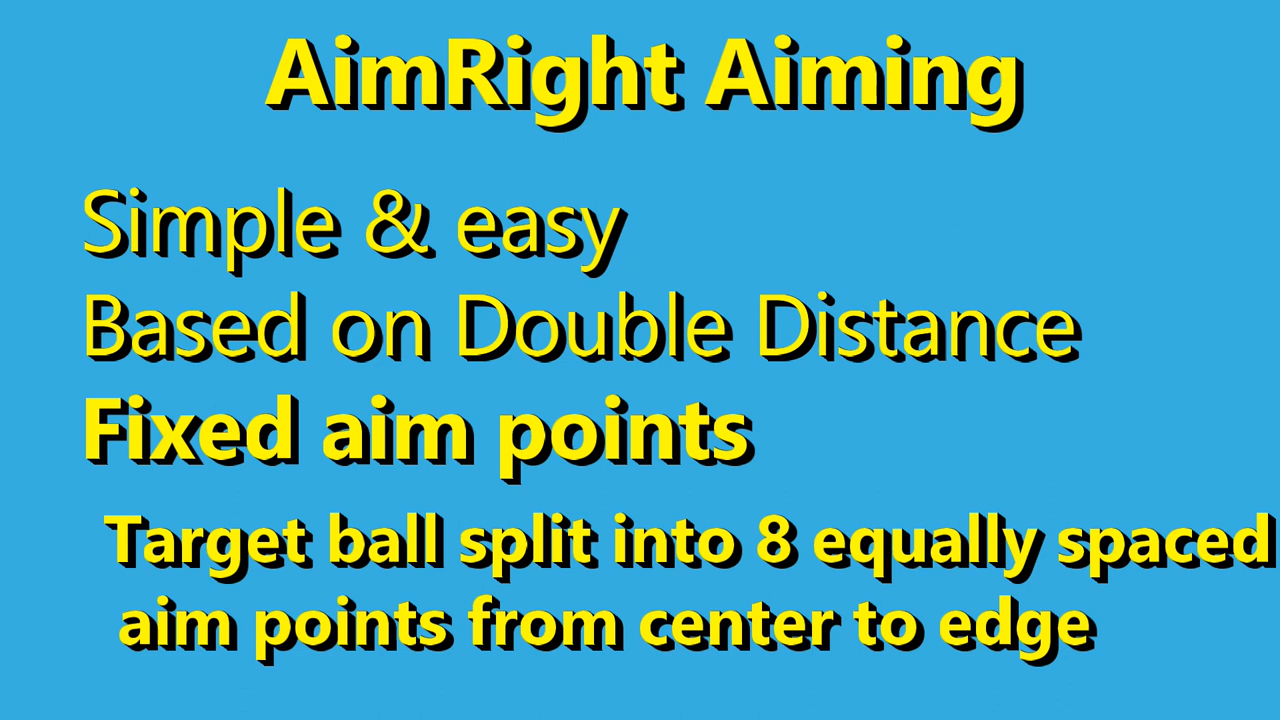 AimRight Aiming
Simple & easy
Based on Double Distance
Fixed aim points
Target ball split into 8 equally spaced
aim points from center to edge